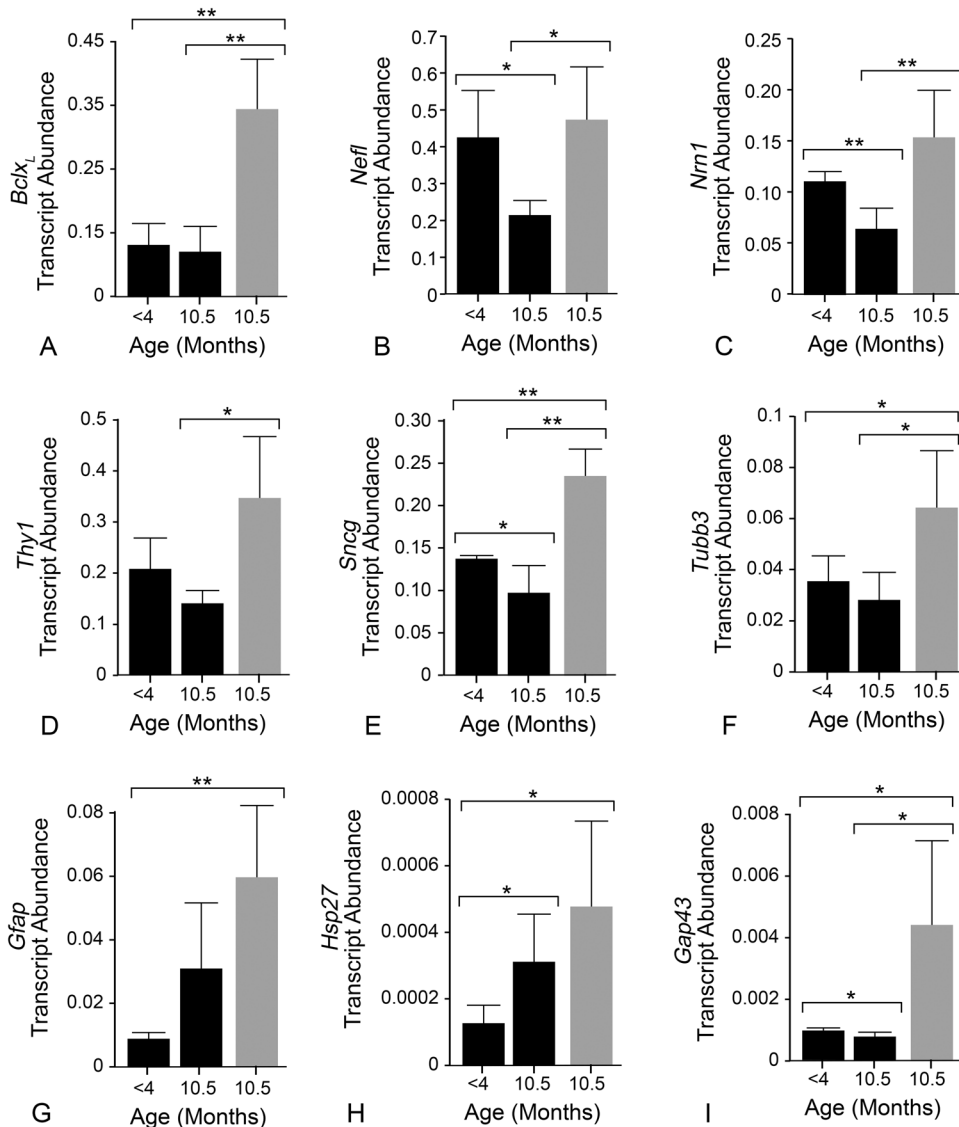 **
**
0.45
0.35
0.15
0
Bclx_L
Transcript Abundance
<4 10.5 10.5
A Age (Months)
*
*
0.7
0.6
0.5
0.4
0.3
0.2
0.1
0
Nefl
Transcript Abundance
<4 10.5 10.5
B Age (Months)
**
**
0.25
0.20
0.15
0.10
0.05
0
Nrn1
Transcript Abundance
<4 10.5 10.5
C Age (Months)
*
0.5
0.4
0.3
0.2
0.1
0
Thy1
Transcript Abundance
<4 10.5 10.5
D Age (Months)
**
**
*
0.30
0.25
0.20
0.15
0.10
0.05
0
Sncg
Transcript Abundance
<4 10.5 10.5
E Age (Months)
*
*
0.1
0.08
0.06
0.04
0.02
0
Tubb3
Transcript Abundance
<4 10.5 10.5
F Age (Months)
**
0.08
0.06
0.04
0.02
0
Gfap
Transcript Abundance
<4 10.5 10.5
G Age (Months)
*
*
0.0008
0.0006
0.0004
0.0002
0
Hsp27
Transcript Abundance
<4 10.5 10.5
H Age (Months)
*
*
*
0.008
0.006
0.004
0.002
0
Gap43
Transcript Abundance
<4 10.5 10.5
I Age (Months)